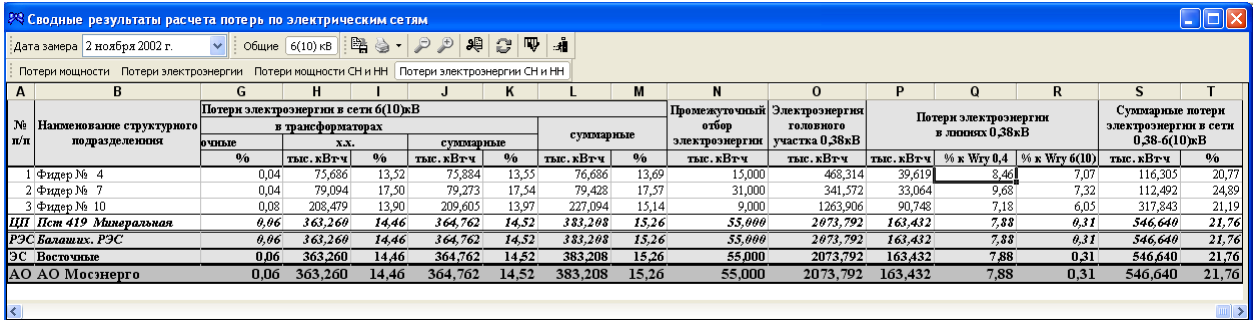 Сводные результаты расчета потерь по электрическим сетям
Дата замера 2 ноября 2002 г. Общие 6(10) кВ
Потери мощности Потери электроэнергии Потери мощности СН и НН Потери электроэнергии СН и НН
A B G H I J K L M N O P Q R S T
№ п/п Наименование структурного подразделенния Потери электроэнергии в сети 6(10)кВ Промежуточный отбор электроэнергии Электроэнергия головного участка 0,38кВ Потери электроэнергии в линиях 0,38кВ Суммарные потери электроэнергии в сети 0,38-6(10)кВ
в трансформаторах суммарные
очные х.х. суммарные
% тыс. кВтч % тыс. кВтч % тыс. кВтч % тыс. кВтч тыс. кВтч тыс. кВтч % к Wгу 0,4 % к Wгу 6(10) тыс. кВтч %
1 Фидер № 4 0,04 75,686 13,52 75,884 13,55 76,686 13,69 15,000 468,314 39,619 8,46 7,07 116,305 20,77
2 Фидер № 7 0,04 79,094 17,50 79,273 17,54 79,428 17,57 31,000 341,572 33,064 9,68 7,32 112,492 24,89
3 Фидер № 10 0,08 208,479 13,90 209,605 13,97 227,094 15,14 9,000 1263,906 90,748 7,18 6,05 317,843 21,19
ЦП Пст 419 Минеральная 0,06 363,260 14,46 364,762 14,52 383,208 15,26 55,000 2073,792 163,432 7,88 0,31 546,640 21,76
РЭС Балаших. РЭС 0,06 363,260 14,46 364,762 14,52 383,208 15,26 55,000 2073,792 163,432 7,88 0,31 546,640 21,76
ЭС Восточные 0,06 363,260 14,46 364,762 14,52 383,208 15,26 55,000 2073,792 163,432 7,88 0,31 546,640 21,76
АО АО Мосэнерго 0,06 363,260 14,46 364,762 14,52 383,208 15,26 55,000 2073,792 163,432 7,88 0,31 546,640 21,76